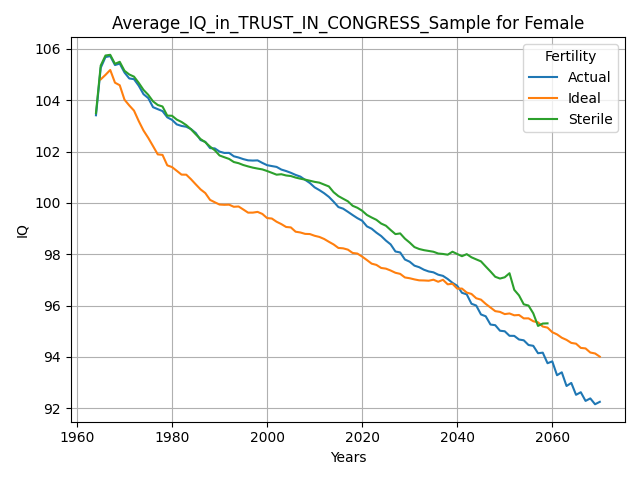 Average_IQ_in_TRUST_IN_CONGRESS_Sample for Female
Fertility
Actual
Ideal
Sterile
IQ
106
104
102
100
98
96
94
92
1960
1980
2000
2020
2040
2060
Years